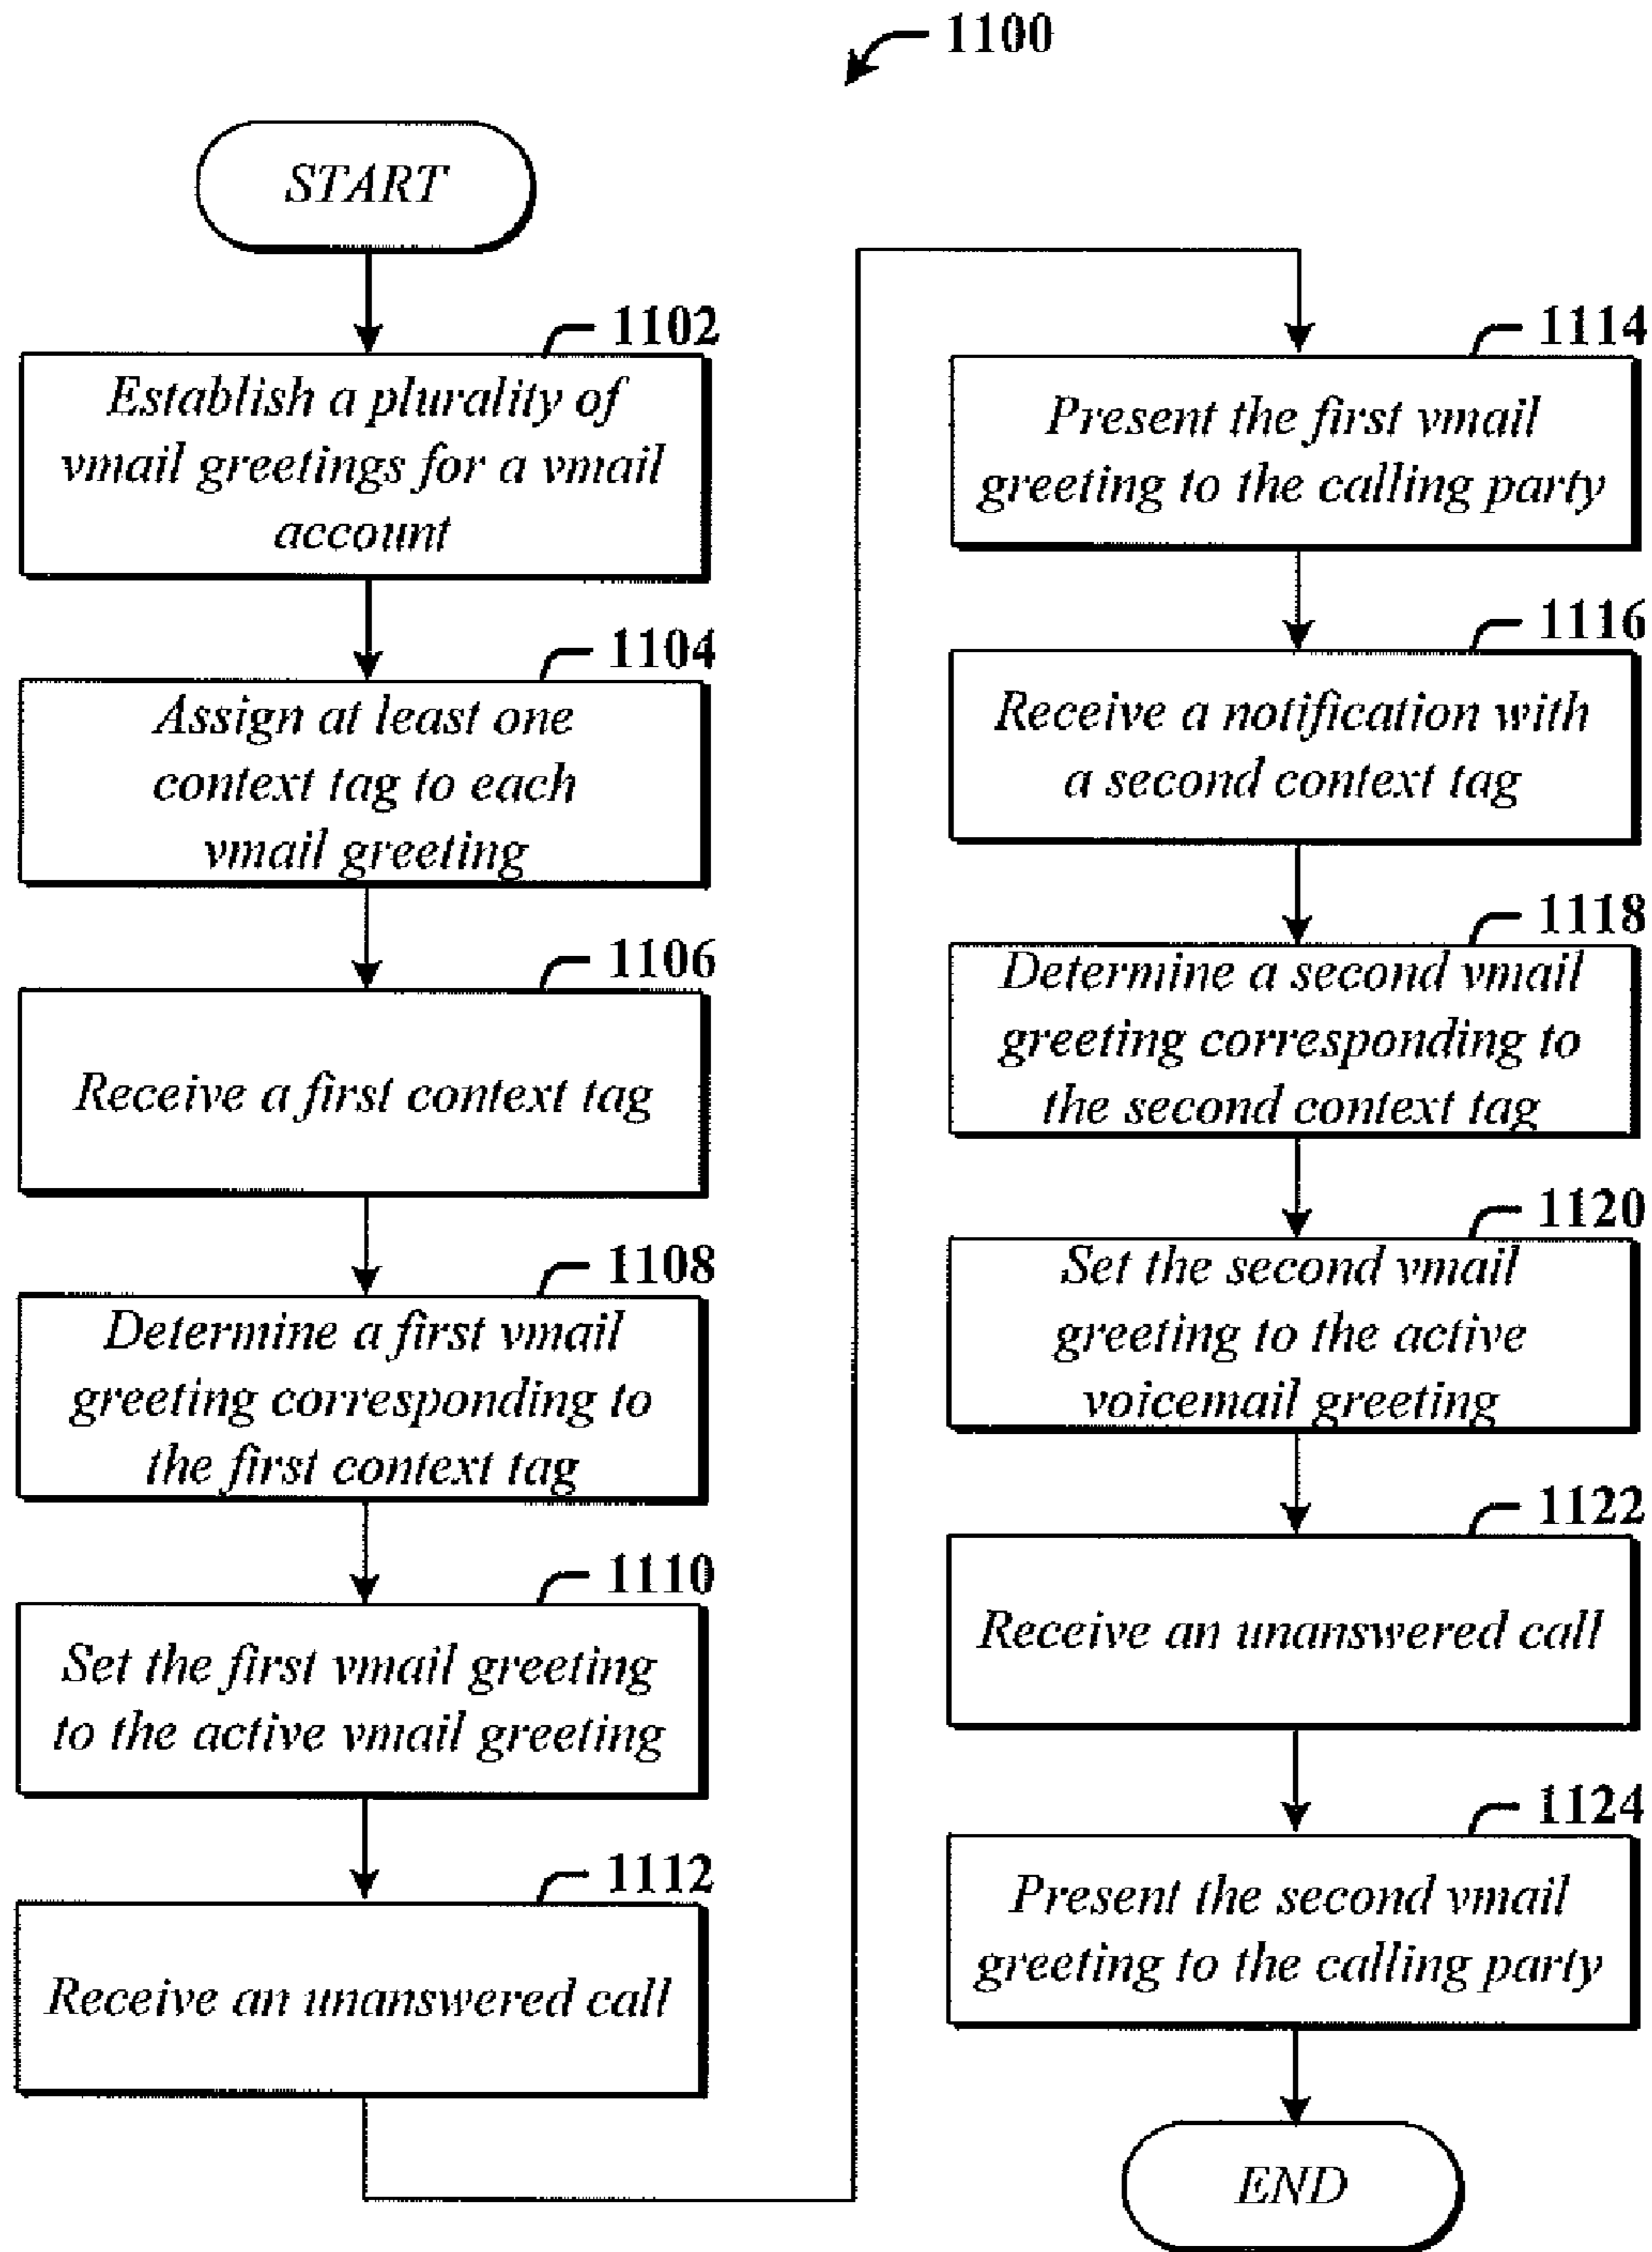 1100
START
1102
Establish a plurality of
vmail greetings for a vmail
account
1104
Assign at least one
context tag to each
vmail greeting
1106
Receive a first context tag
1108
Determine a first vmail
greeting corresponding to
the first context tag
1110
Set the first vmail greeting
to the active vmail greeting
1112
Receive an unanswered call
1114
Present the first vmail
greeting to the calling party
1116
Receive a notification with
a second context tag
1118
Determine a second vmail
greeting corresponding to
the second context tag
1120
Set the second vmail
greeting to the active
voicemail greeting
1122
Receive an unanswered call
1124
Present the second vmail
greeting to the calling party
END